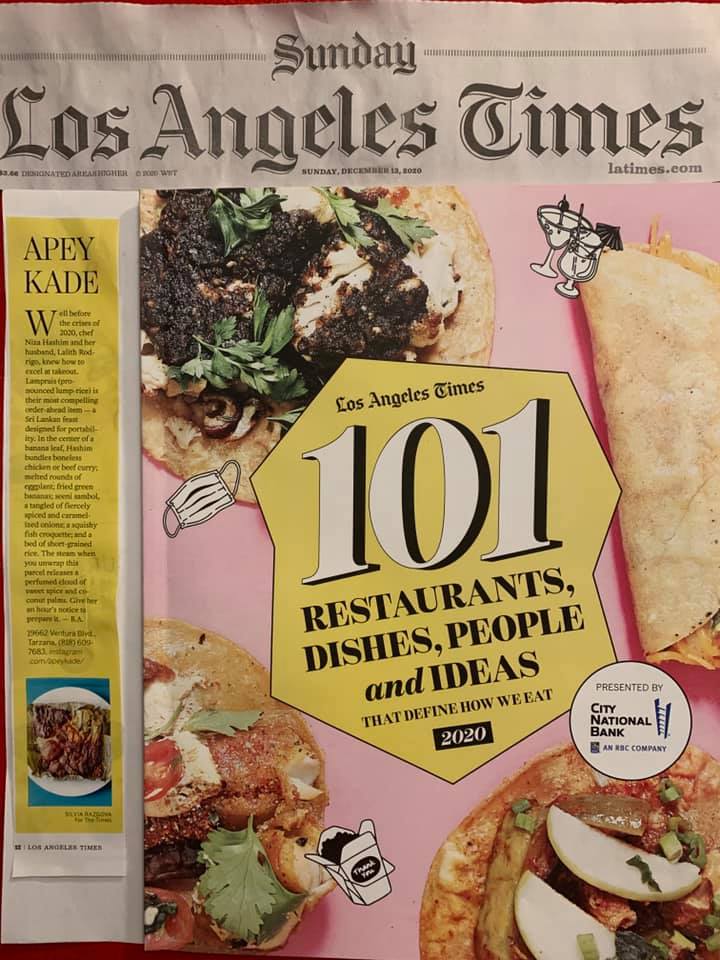 Sunday
Los Angeles Times
$3.66 DESIGNATED AREAS HIGHER © 2020 WST
SUNDAY, DECEMBER 13, 2020
latimes.com
APEY
KADE
Well before
the crises of
2020, chef
Niza Hashim and her
husband, Lalith Rod-
rigo, knew how to
excel at takeout.
Lamprais (pro-
nounced lump-rice) is
their most compelling
order-ahead item — a
Sri Lankan feast
designed for portabil-
ity. In the center of a
banana leaf, Hashim
bundles boneless
chicken or beef curry;
melted rounds of
eggplant; fried green
bananas; seeni sambol,
a tangled of fiercely
spiced and caramel-
ized onions; a squishy
fish croquette; and a
bed of short-grained
rice. The steam when
you unwrap this
parcel releases a
perfumed cloud of
sweet spice and co-
conut palms. Give her
an hour's notice to
prepare it. — B.A.
19662 Ventura Blvd.,
Tarzana, (818) 609-
7683, instagram
.com/apeykade/
SILVIA RAZGOVA
For The Times
52 | LOS ANGELES TIMES
Los Angeles Times
101
RESTAURANTS,
DISHES, PEOPLE
and IDEAS
THAT DEFINE HOW WE EAT
2020
PRESENTED BY
CITY
NATIONAL
BANK
RBC
AN RBC COMPANY
Thank
You